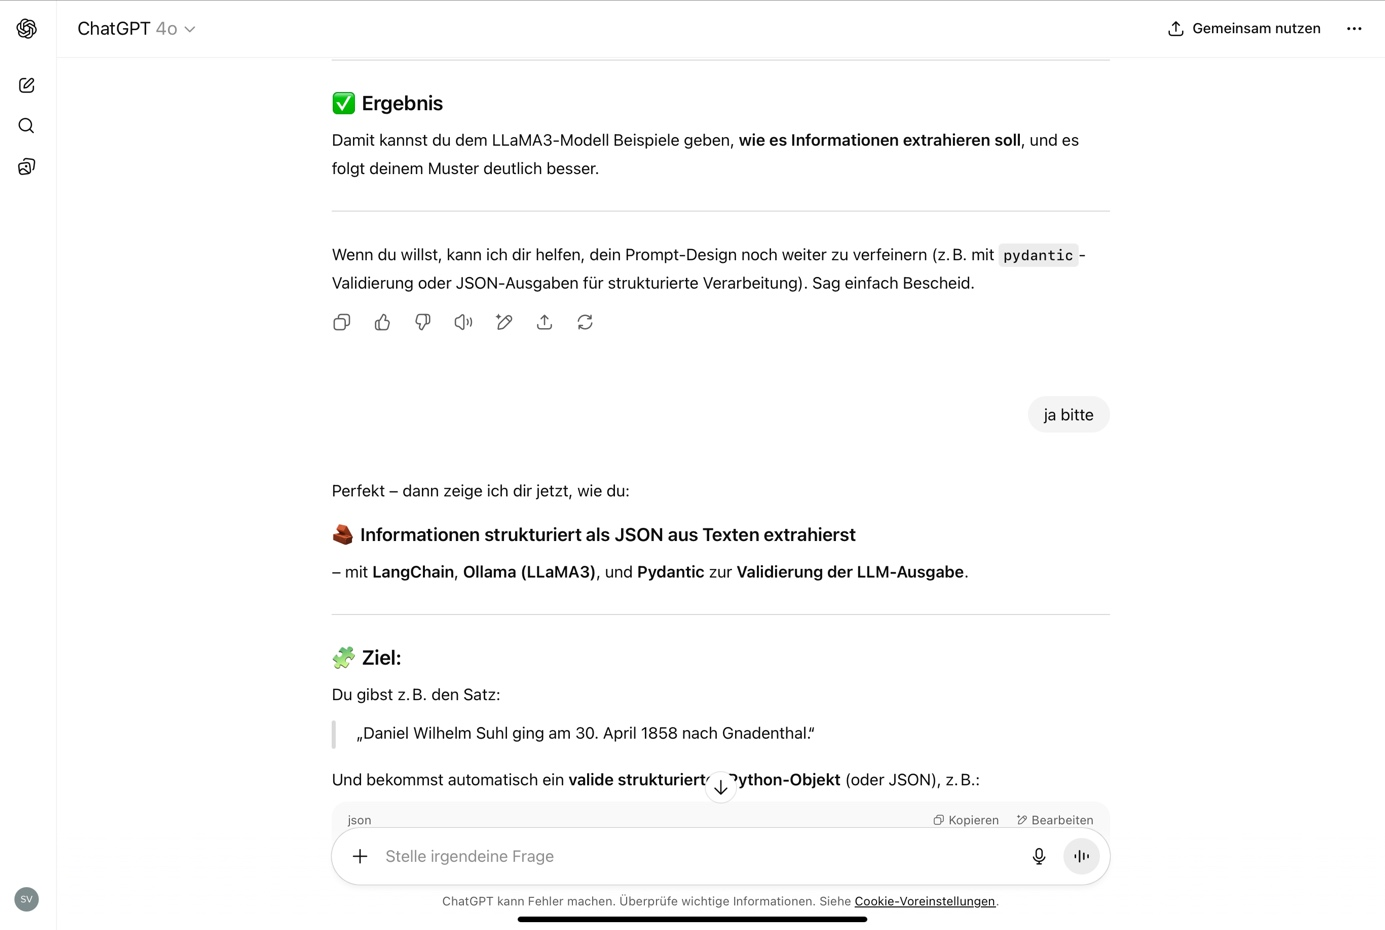 ChatGPT 4o
Gemeinsam nutzen
Ergebnis
Damit kannst du dem LLaMA3-Modell Beispiele geben, wie es Informationen extrahieren soll, und es
folgt deinem Muster deutlich besser.
Wenn du willst, kann ich dir helfen, dein Prompt-Design noch weiter zu verfeinern (z. B. mit pydantic-
Validierung oder JSON-Ausgaben für strukturierte Verarbeitung). Sag einfach Bescheid.
ja bitte
Perfekt – dann zeige ich dir jetzt, wie du:
Informationen strukturiert als JSON aus Texten extrahierst
– mit LangChain, Ollama (LLaMA3), und Pydantic zur Validierung der LLM-Ausgabe.
Ziel:
Du gibst z. B. den Satz:
„Daniel Wilhelm Suhl ging am 30. April 1858 nach Gnadenthal.“
Und bekommst automatisch ein valide strukturiertes Python-Objekt (oder JSON), z. B.:
json
Kopieren
Bearbeiten
Stelle irgendeine Frage
SV
ChatGPT kann Fehler machen. Überprüfe wichtige Informationen. Siehe Cookie-Voreinstellungen.